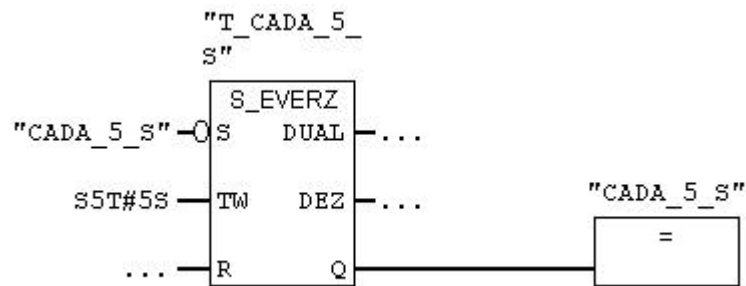 "T_CADA_5_
S"
S_EVERZ
"CADA_5_S" S DUAL ...
S5T#5S TW DEZ ... "CADA_5_S"
=
... R Q